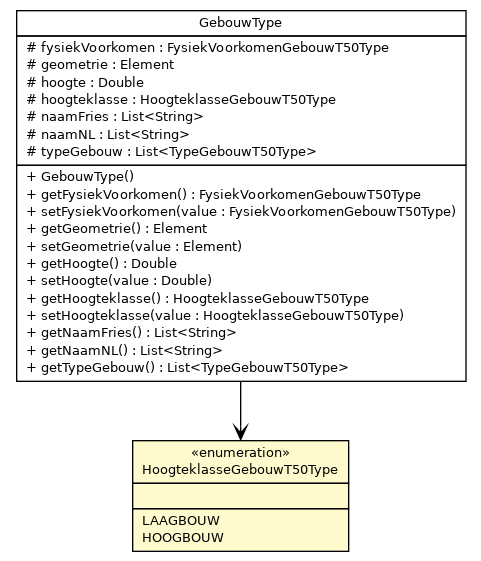 GebouwType
# fysiekVoorkomen : FysiekVoorkomenGebouwT50Type
# geometrie : Element
# hoogte : Double
# hoogteklasse : HoogteklasseGebouwT50Type
# naamFries : List<String>
# naamNL : List<String>
# typeGebouw : List<TypeGebouwT50Type>
+ GebouwType()
+ getFysiekVoorkomen() : FysiekVoorkomenGebouwT50Type
+ setFysiekVoorkomen(value : FysiekVoorkomenGebouwT50Type)
+ getGeometrie() : Element
+ setGeometrie(value : Element)
+ getHoogte() : Double
+ setHoogte(value : Double)
+ getHoogteklasse() : HoogteklasseGebouwT50Type
+ setHoogteklasse(value : HoogteklasseGebouwT50Type)
+ getNaamFries() : List<String>
+ getNaamNL() : List<String>
+ getTypeGebouw() : List<TypeGebouwT50Type>
«enumeration»
HoogteklasseGebouwT50Type
LAAGBOUW
HOOGBOUW